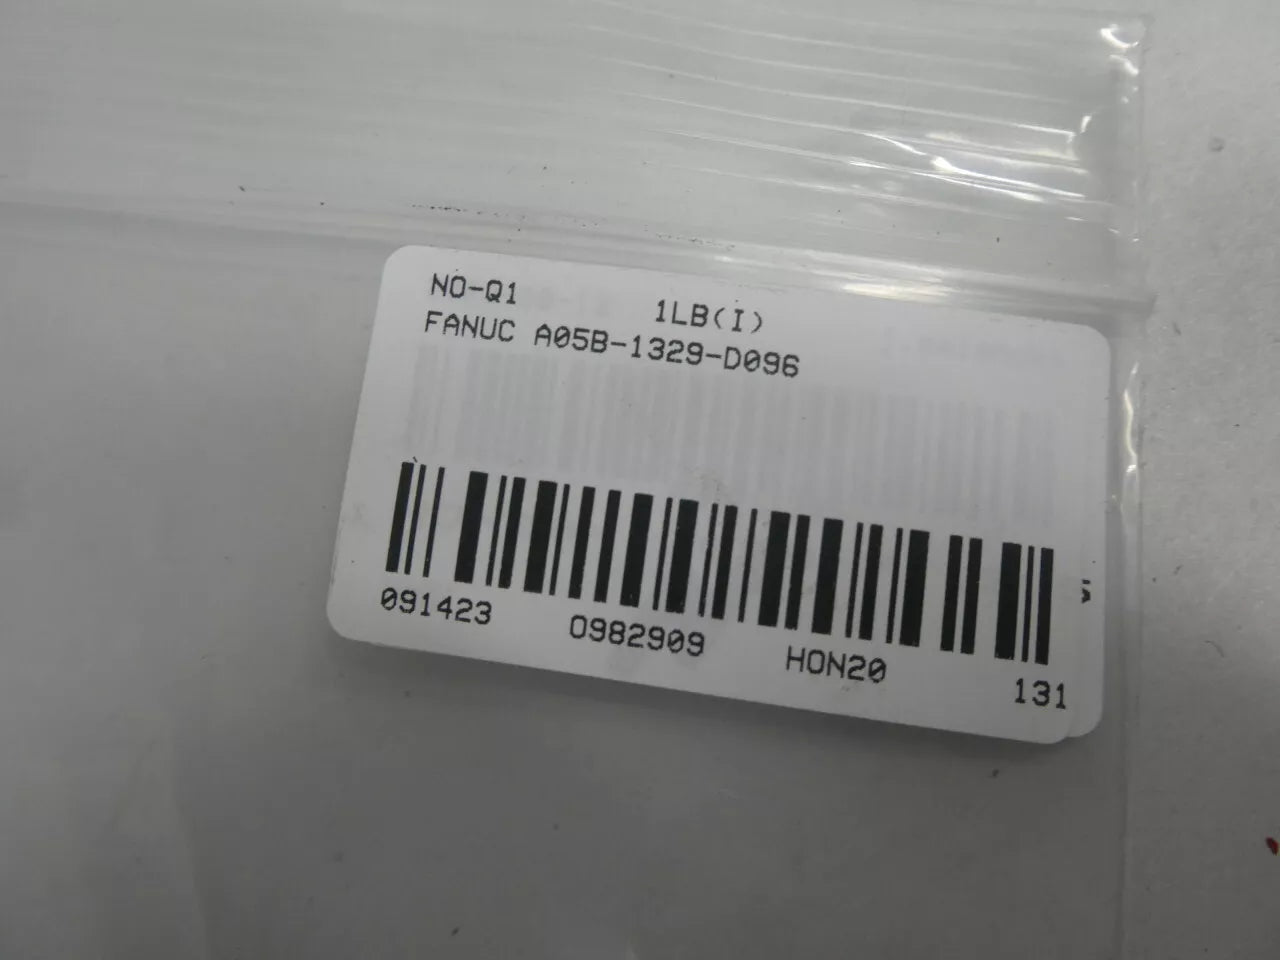 NO-Q1 1LB(I)
FANUC A05B-1329-D096
091423 0982909 HON20 131